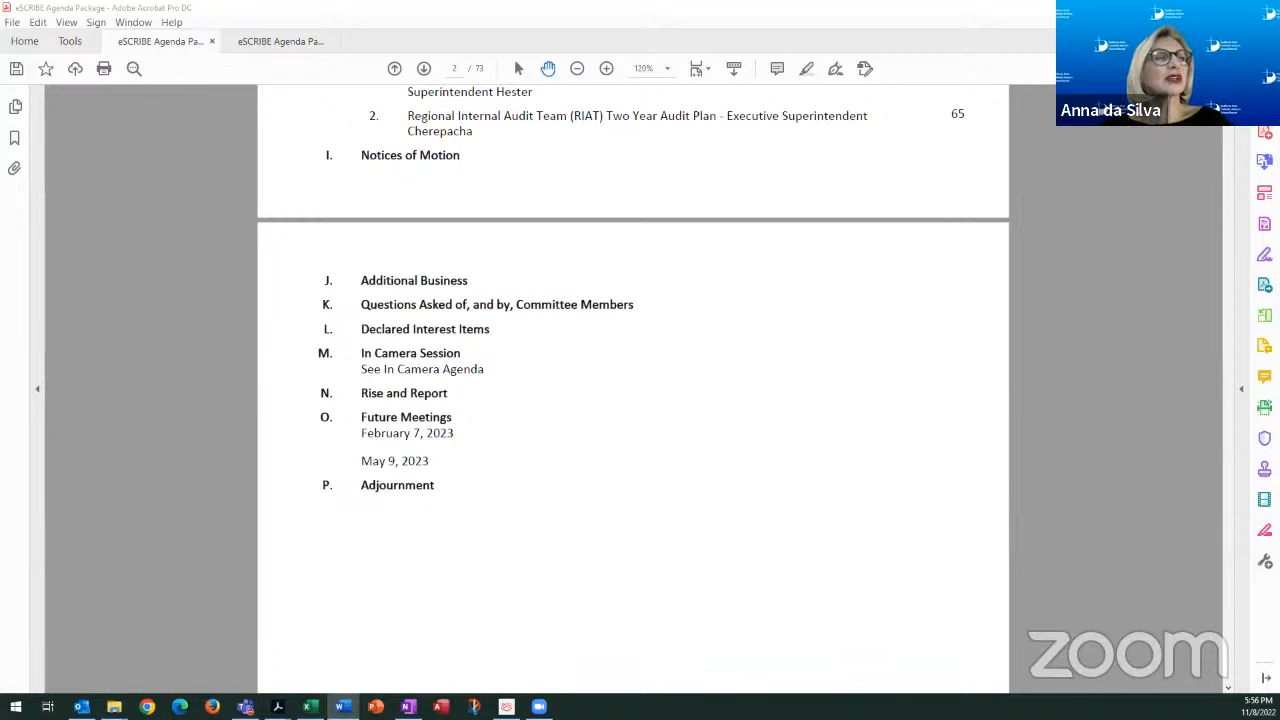 eSCRIBE Agenda Package - Adobe Acrobat Pro DC
File Edit View Sign Window Help
Home Tools eSCRIBE Agenda Pa... × eSCRIBE Agenda Pa...
2 / 73 120%
Superintendent Hester
2. Regional Internal Audit Team (RIAT) Two Year Audit Plan - Executive Superintendent 65
Cherepacha
I. Notices of Motion
J. Additional Business
K. Questions Asked of, and by, Committee Members
L. Declared Interest Items
M. In Camera Session
See In Camera Agenda
N. Rise and Report
O. Future Meetings
February 7, 2023
May 9, 2023
P. Adjournment
Anna da Silva
zoom
5:56 PM
11/8/2022